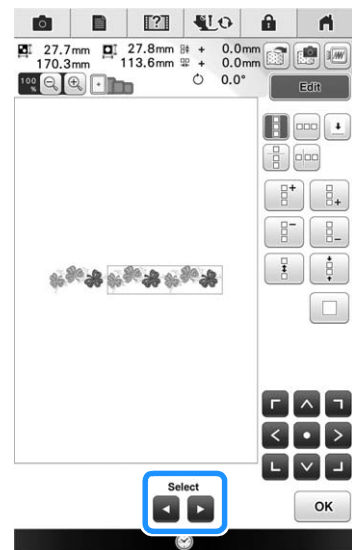 27.7mm 27.8mm + 0.0mm
170.3mm 113.6mm + 0.0mm
0.0°
100
%
Edit
Select
OK